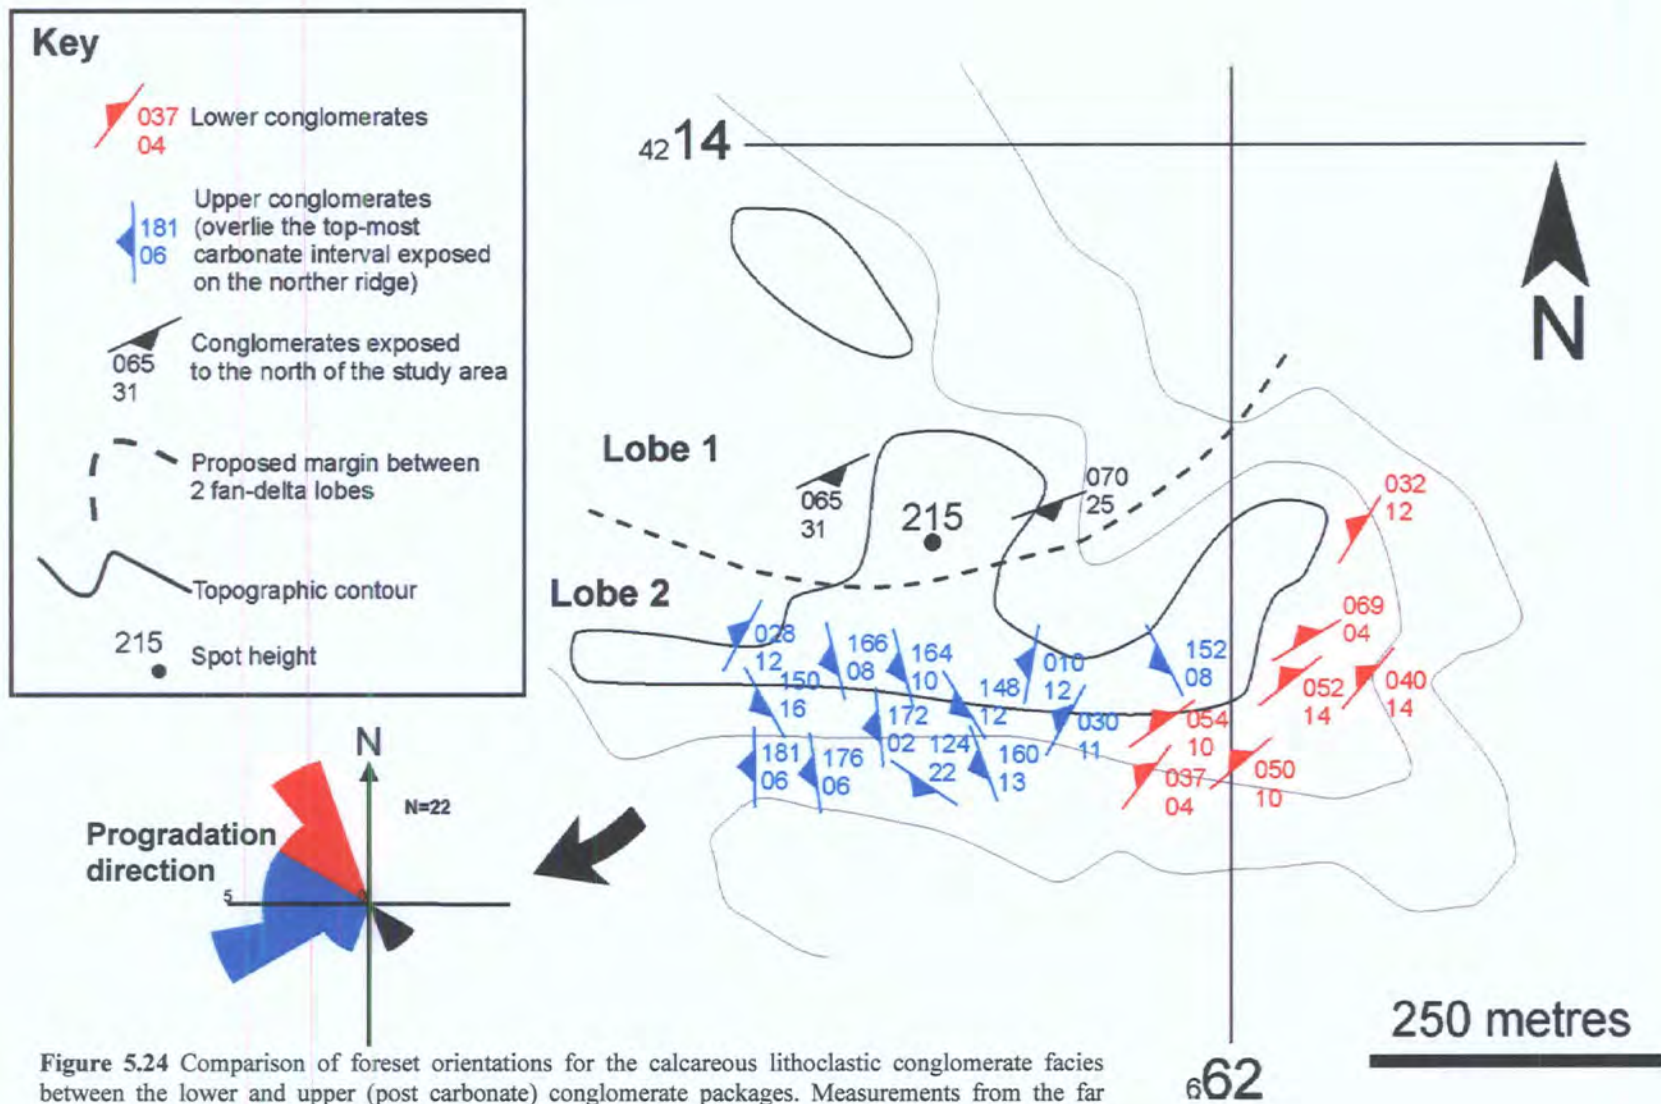 Key
037
04
Lower conglomerates
181
06
Upper conglomerates
(overlie the top-most
carbonate interval exposed
on the norther ridge)
065
31
Conglomerates exposed
to the north of the study area
Proposed margin between
2 fan-delta lobes
Topographic contour
215
Spot height
42 14
N
Lobe 1
065
31
215
070
25
032
12
Lobe 2
028
12
166
08
164
10
010
12
152
08
069
04
150
16
148
12
172
02
030
11
054
10
052
14
040
14
181
06
176
06
124
22
160
13
037
04
050
10
N
N=22
Progradation
direction
5
250 metres
6 62
Figure 5.24 Comparison of foreset orientations for the calcareous lithoclastic conglomerate facies
between the lower and upper (post carbonate) conglomerate packages. Measurements from the far